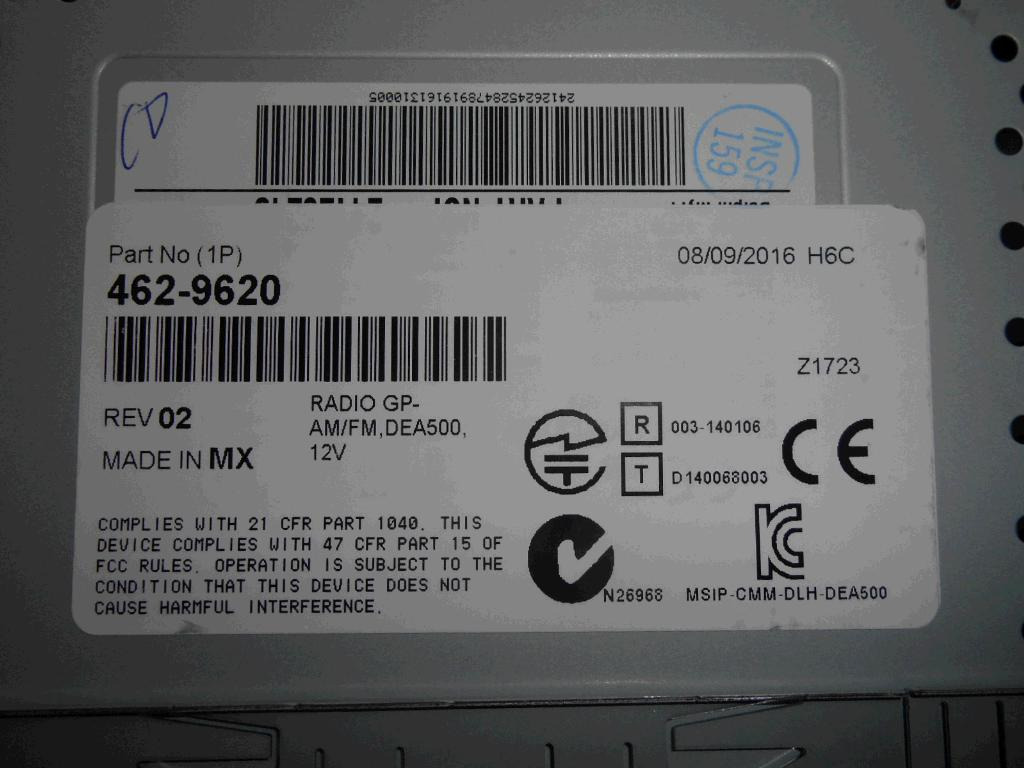 CD
24126245284789191613​10005
INSP
159
Part No (1P)
08/09/2016 H6C
462-9620
Z1723
REV 02
RADIO GP-
AM/FM,DEA500,
12V
MADE IN MX
R 003-140106
T D140068003
CE
COMPLIES WITH 21 CFR PART 1040. THIS
DEVICE COMPLIES WITH 47 CFR PART 15 OF
FCC RULES. OPERATION IS SUBJECT TO THE
CONDITION THAT THIS DEVICE DOES NOT
CAUSE HARMFUL INTERFERENCE.
N26968
KC
MSIP-CMM-DLH-DEA500